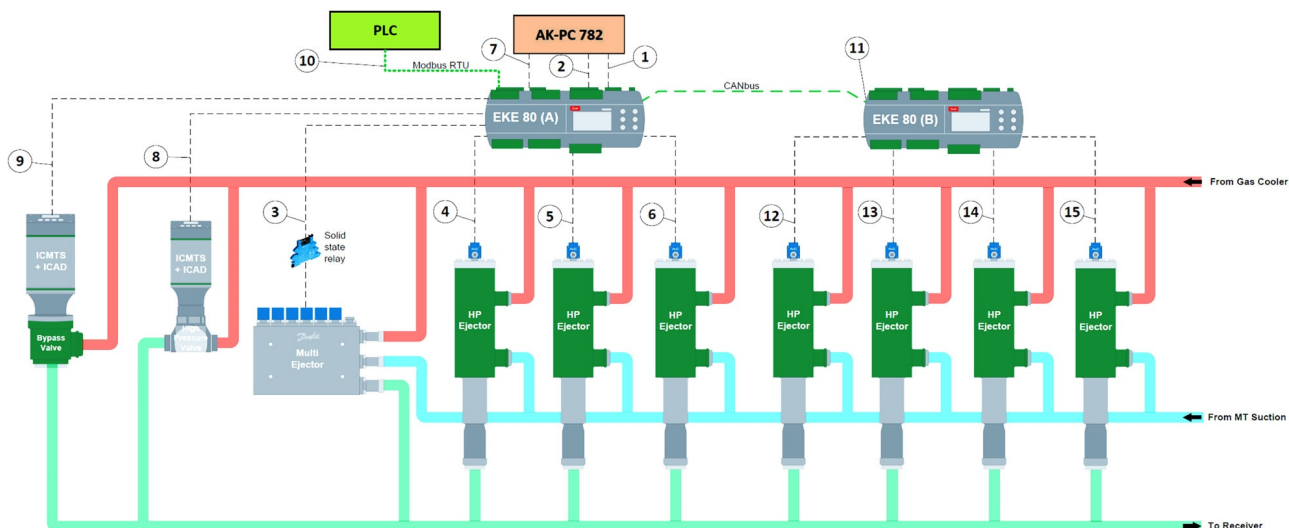 PLC
AK-PC 782
7
2
1
10
Modbus RTU
11
CANbus
EKE 80 (A)
EKE 80 (B)
9
8
3
4
5
6
12
13
14
15
From Gas Cooler
Solid
state
relay
ICMTS
+ ICAD
ICMTS
+ ICAD
HP
Ejector
HP
Ejector
HP
Ejector
HP
Ejector
HP
Ejector
HP
Ejector
HP
Ejector
Bypass
Valve
Pressure
Valve
Danfoss
Multi
Ejector
From MT Suction
To Receiver